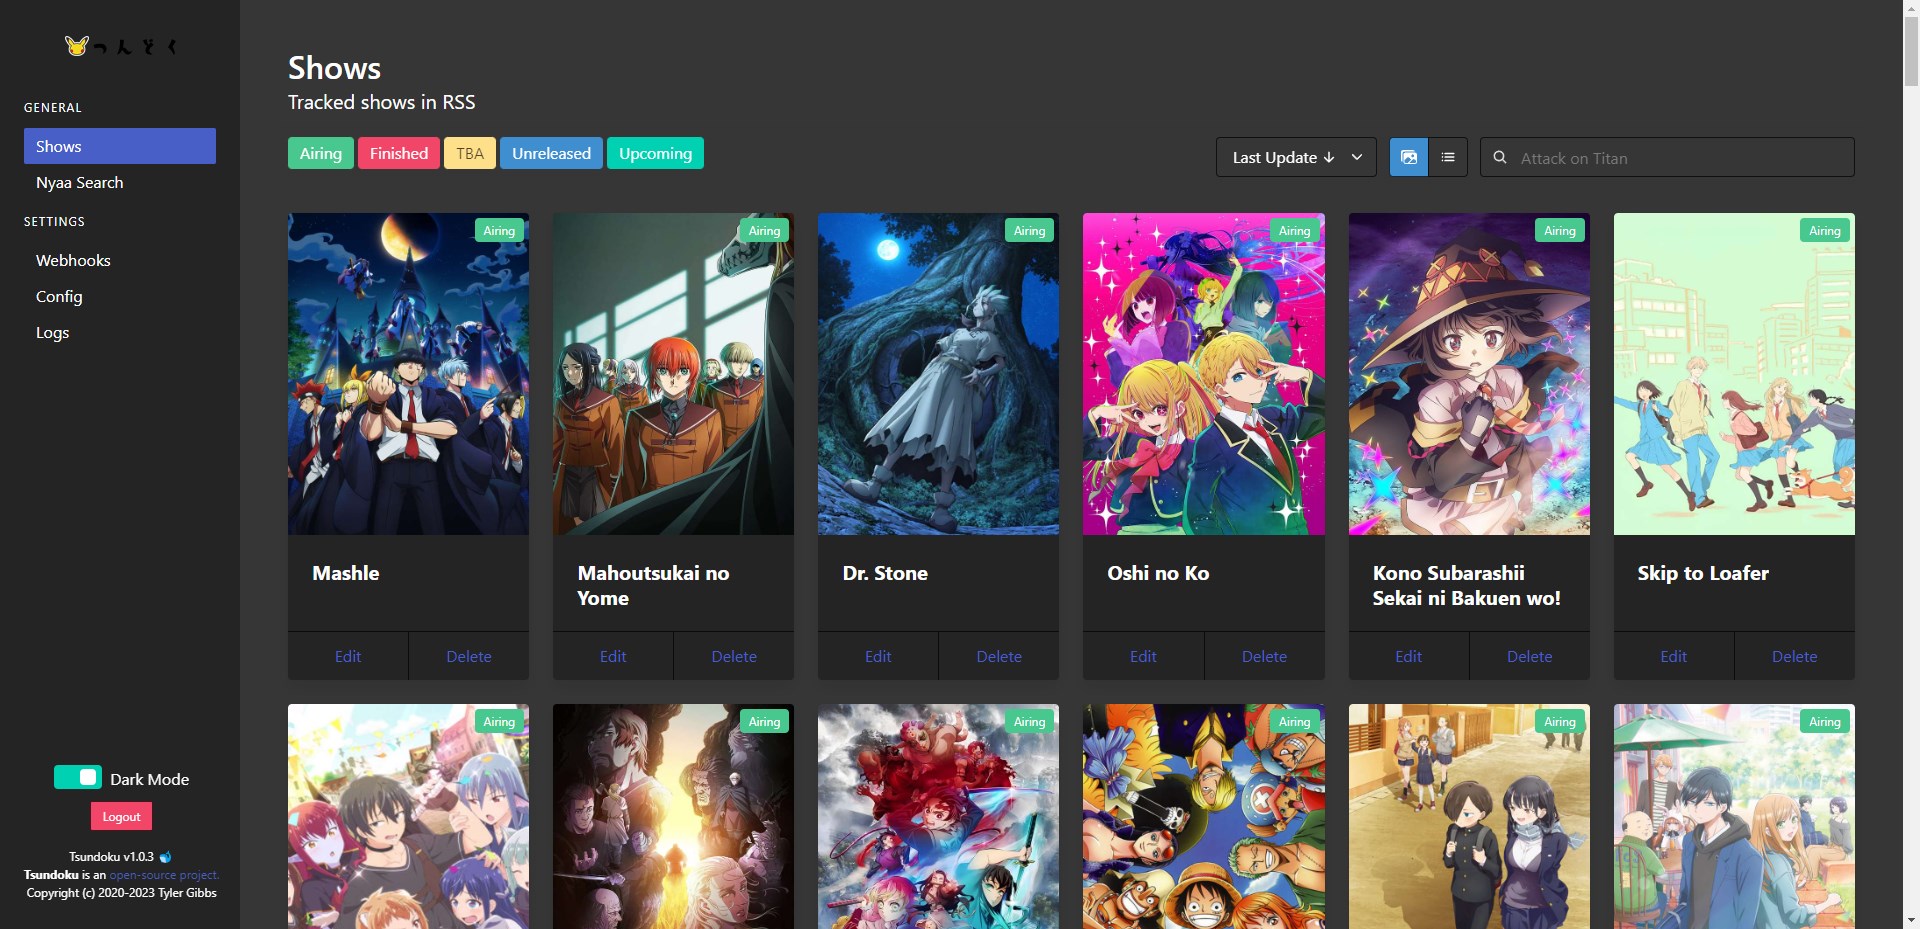 つんどく
GENERAL
Shows
Nyaa Search
SETTINGS
Webhooks
Config
Logs
Dark Mode
Logout
Tsundoku v1.0.3
Tsundoku is an open-source project.
Copyright (c) 2020-2023 Tyler Gibbs
Shows
Tracked shows in RSS
Airing Finished TBA Unreleased Upcoming
Last Update ↓
Attack on Titan
Airing
Airing
Airing
Airing
Airing
Airing
Mashle
Mahoutsukai no
Yome
Dr. Stone
Oshi no Ko
Kono Subarashii
Sekai ni Bakuen wo!
Skip to Loafer
Edit Delete
Edit Delete
Edit Delete
Edit Delete
Edit Delete
Edit Delete
Airing
Airing
Airing
Airing
Airing
Airing